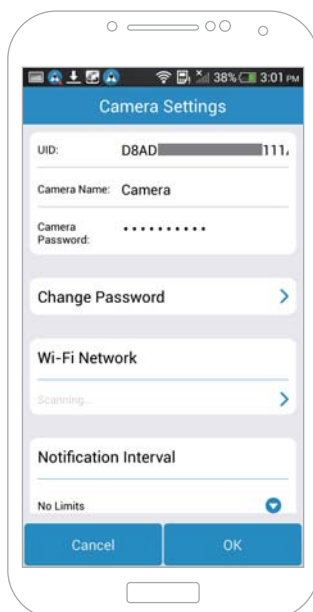 38% 3:01 PM
Camera Settings
UID: D8AD 111
Camera Name: Camera
Camera Password: ••••••••••
Change Password
Wi-Fi Network
Scanning...
Notification Interval
No Limits
Cancel OK